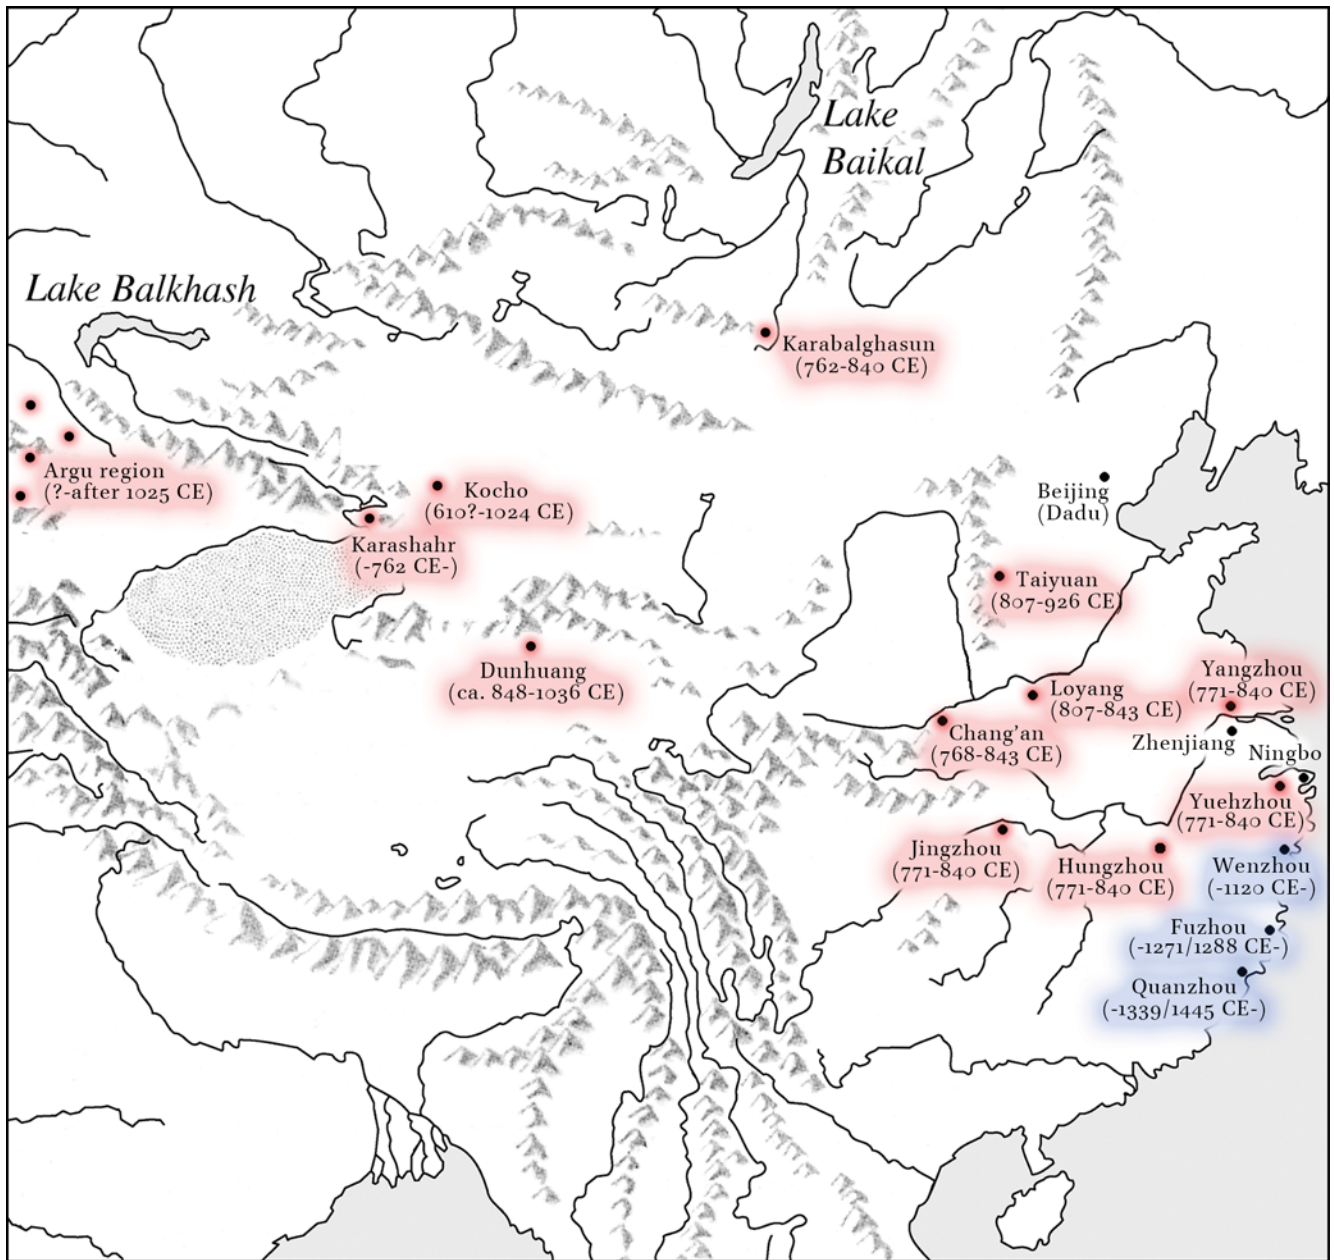 Lake
Baikal
Lake Balkhash
Karabalghasun
(762-840 CE)
Argu region
(?-after 1025 CE)
Kocho
(610?-1024 CE)
Karashahr
(-762 CE-)
Beijing
(Dadu)
Taiyuan
(807-926 CE)
Dunhuang
(ca. 848-1036 CE)
Loyang
(807-843 CE)
Yangzhou
(771-840 CE)
Chang'an
(768-843 CE)
Zhenjiang
Ningbo
Yuehzhou
(771-840 CE)
Jingzhou
(771-840 CE)
Hungzhou
(771-840 CE)
Wenzhou
(-1120 CE-)
Fuzhou
(-1271/1288 CE-)
Quanzhou
(-1339/1445 CE-)